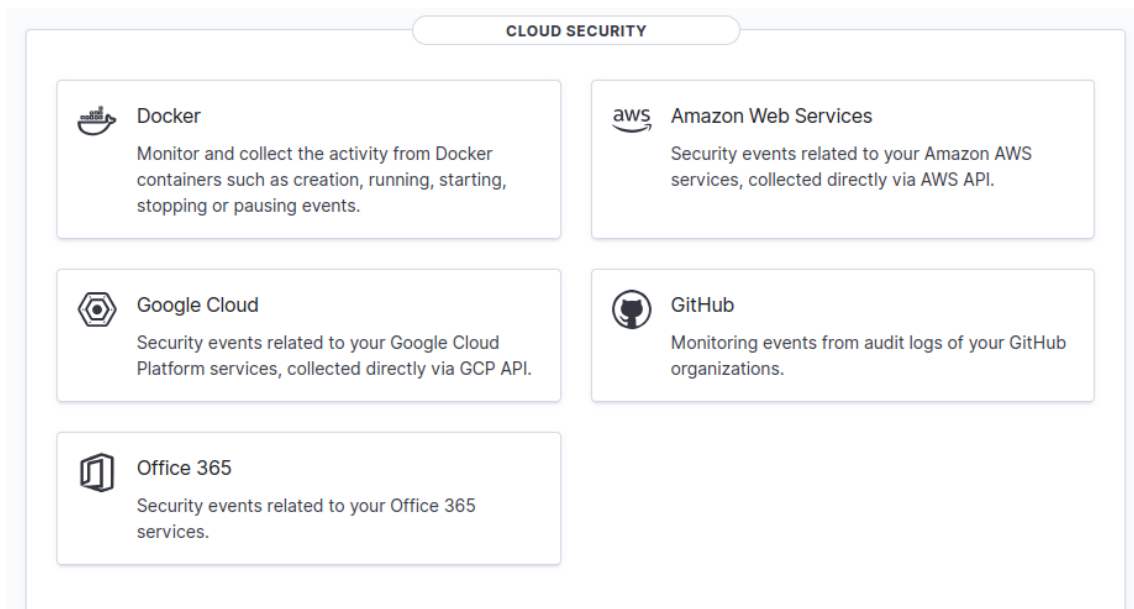 CLOUD SECURITY
Docker
Monitor and collect the activity from Docker
containers such as creation, running, starting,
stopping or pausing events.
aws
Amazon Web Services
Security events related to your Amazon AWS
services, collected directly via AWS API.
Google Cloud
Security events related to your Google Cloud
Platform services, collected directly via GCP API.
GitHub
Monitoring events from audit logs of your GitHub
organizations.
Office 365
Security events related to your Office 365
services.